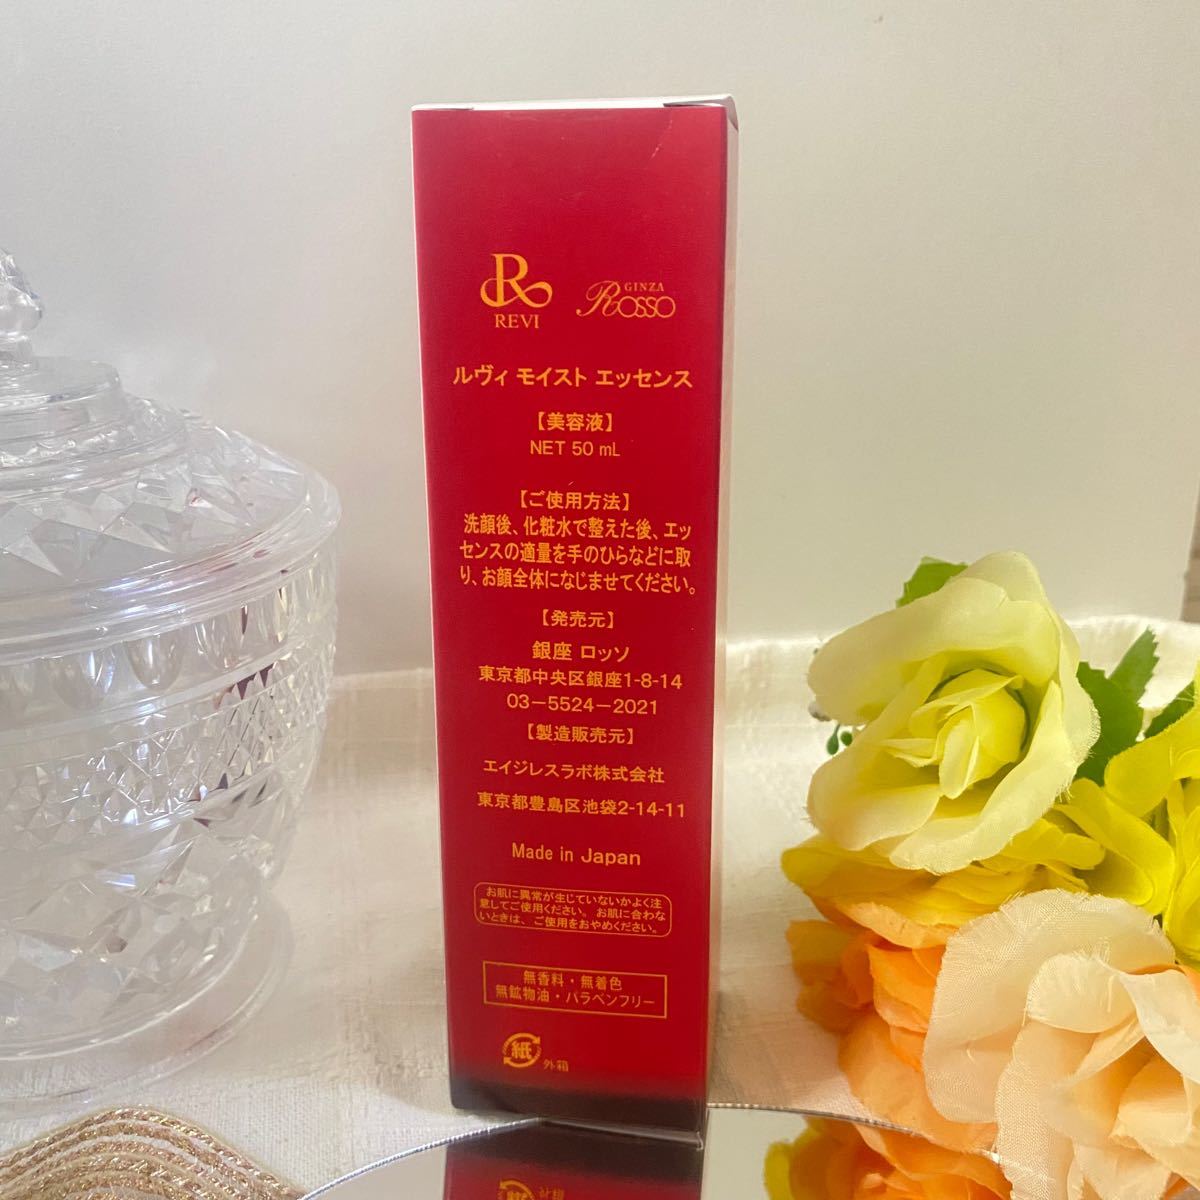 R
REVI
GINZA
ROSSO
ルヴィ モイスト エッセンス
【美容液】
NET 50 mL
【ご使用方法】
洗顔後、化粧水で整えた後、エッ
センスの適量を手のひらなどに取
り、お顔全体になじませてください。
【発売元】
銀座 ロッソ
東京都中央区銀座1-8-14
03-5524-2021
【製造販売元】
エイジレスラボ株式会社
東京都豊島区池袋2-14-11
Made in Japan
お肌に異常が生じていないかよく注
意してご使用ください。お肌に合わな
いときは、ご使用をおやめください。
無香料・無着色
無鉱物油・パラベンフリー
紙
外箱